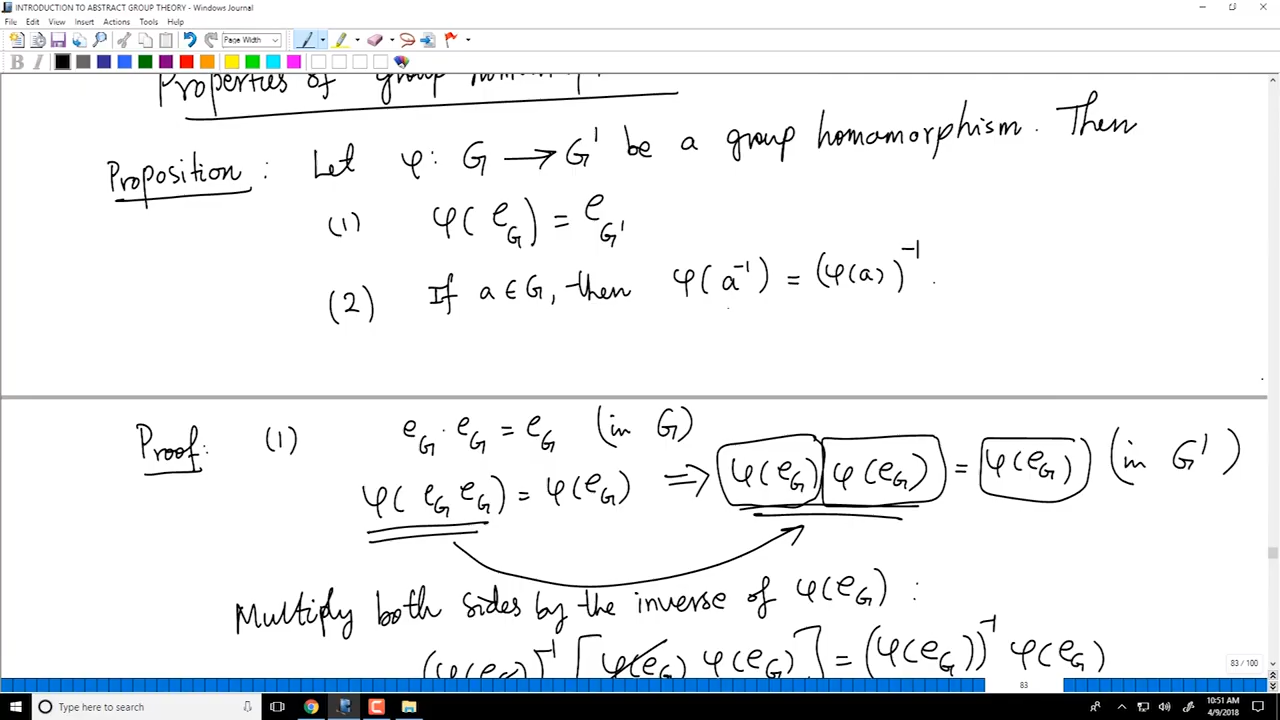 INTRODUCTION TO ABSTRACT GROUP THEORY - Windows Journal
File Edit View Insert Actions Tools Help
Page Width
B I
Properties of group
Proposition : Let φ: G ⟶ G' be a group homamorphism. Then
(1) φ(e_G) = e_G'
(2) If a ∈ G, then φ(a⁻¹) = (φ(a))⁻¹.
Proof: (1) e_G · e_G = e_G (in G)
φ(e_G e_G) = φ(e_G) ⇒ φ(e_G) φ(e_G) = φ(e_G) (in G')
Multiply both sides by the inverse of φ(e_G) :
(φ(e_G))⁻¹ [φ(e_G) φ(e_G)] = (φ(e_G))⁻¹ φ(e_G)
83 / 100
83
Type here to search
10:51 AM
4/9/2018